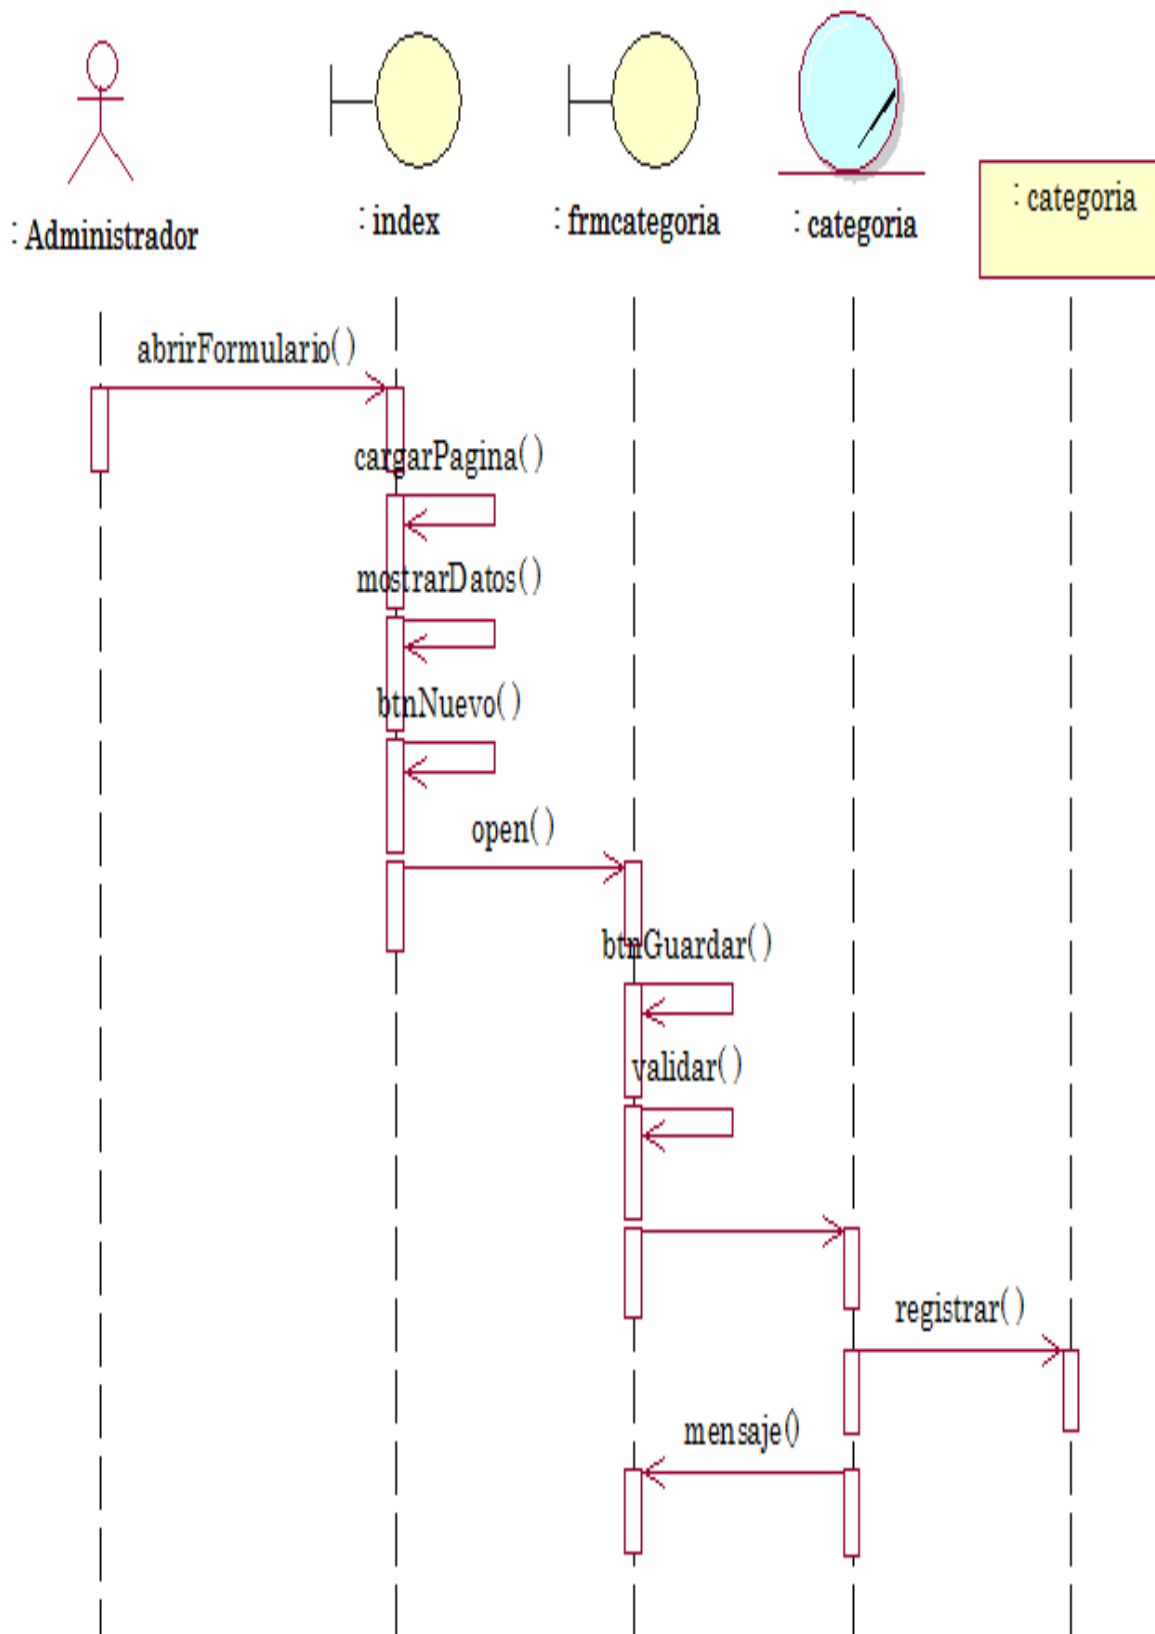 : Administrador
: index
: frmcategoria
: categoria
: categoria
abrirFormulario( )
cargarPagina( )
mostrarDatos( )
btnNuevo( )
open( )
btnGuardar( )
validar( )
registrar( )
mensaje()